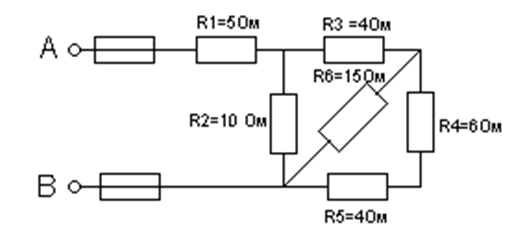 R1=5Ом
R3 =4Ом
A
R6=15Ом
R2=10 Ом
R4=6Ом
B
R5=4Ом